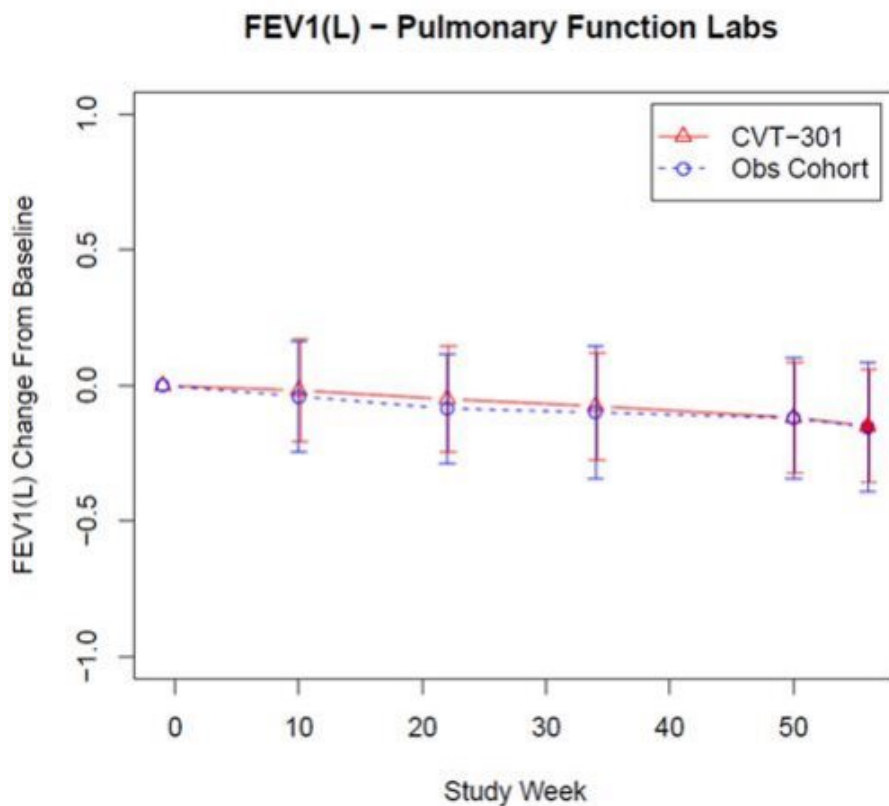 FEV1(L) − Pulmonary Function Labs
CVT−301
Obs Cohort
FEV1(L) Change From Baseline
1.0
0.5
0.0
−0.5
−1.0
0 10 20 30 40 50
Study Week